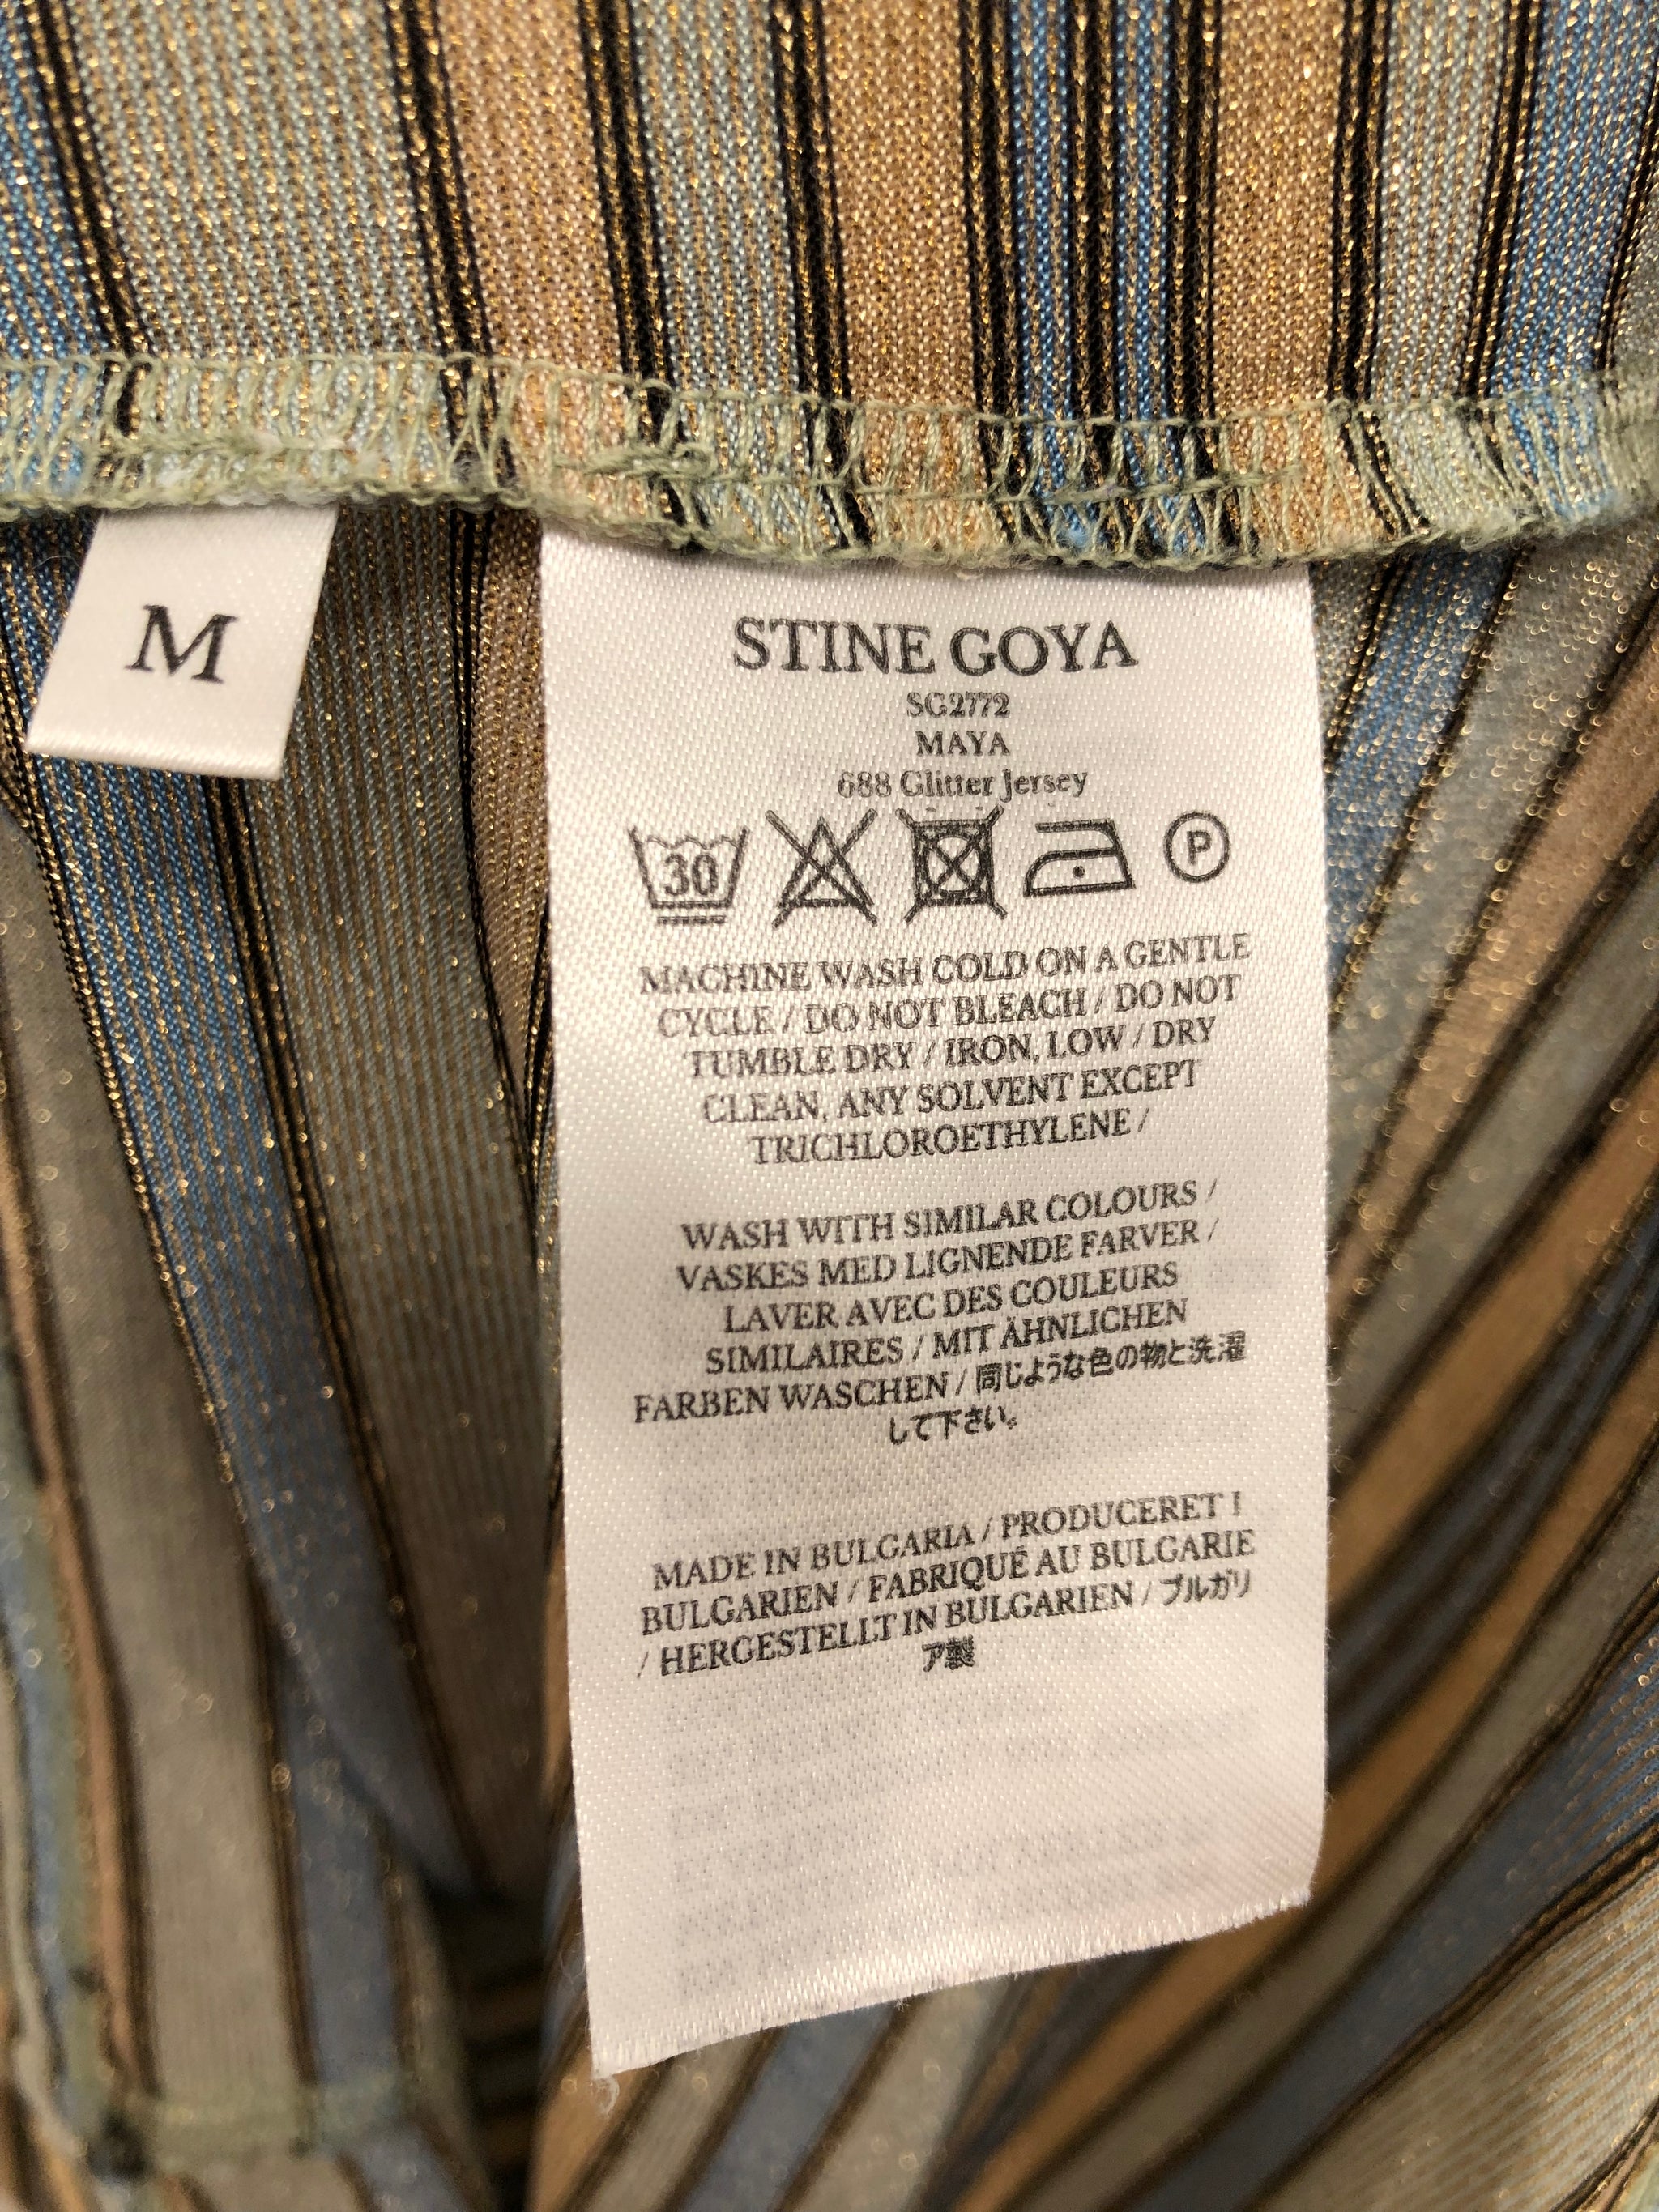 M
STINE GOYA
SG2772
MAYA
688 Glitter Jersey
30
P
MACHINE WASH COLD ON A GENTLE
CYCLE / DO NOT BLEACH / DO NOT
TUMBLE DRY / IRON, LOW / DRY
CLEAN, ANY SOLVENT EXCEPT
TRICHLOROETHYLENE /
WASH WITH SIMILAR COLOURS /
VASKES MED LIGNENDE FARVER /
LAVER AVEC DES COULEURS
SIMILAIRES / MIT ÄHNLICHEN
FARBEN WASCHEN / 同じような色の物と洗濯
して下さい。
MADE IN BULGARIA / PRODUCERET I
BULGARIEN / FABRIQUÉ AU BULGARIE
/ HERGESTELLT IN BULGARIEN / ブルガリ
ア製